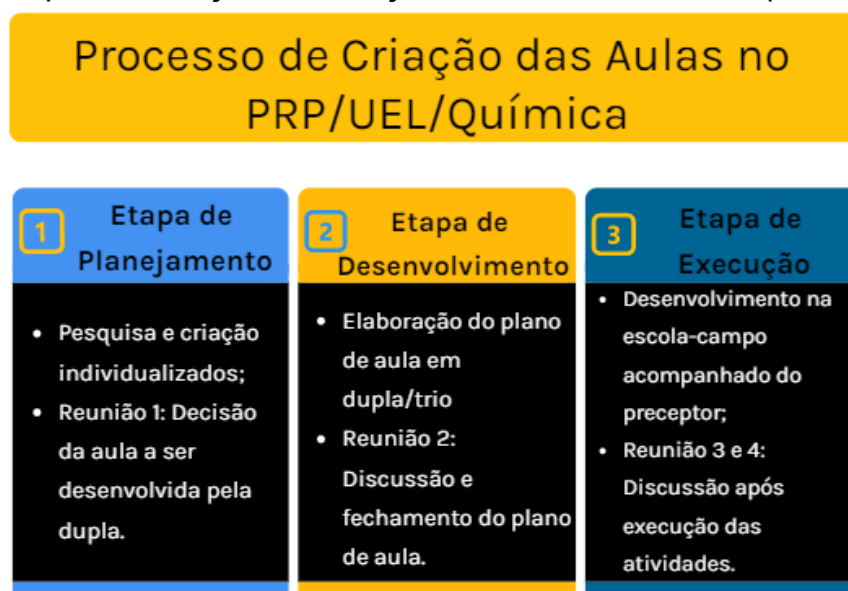 Processo de Criação das Aulas no
PRP/UEL/Química
1
Etapa de
Planejamento
• Pesquisa e criação
individualizados;
• Reunião 1: Decisão
da aula a ser
desenvolvida pela
dupla.
2
Etapa de
Desenvolvimento
• Elaboração do plano
de aula em
dupla/trio
• Reunião 2:
Discussão e
fechamento do plano
de aula.
3
Etapa de
Execução
• Desenvolvimento na
escola-campo
acompanhado do
preceptor;
• Reunião 3 e 4:
Discussão após
execução das
atividades.